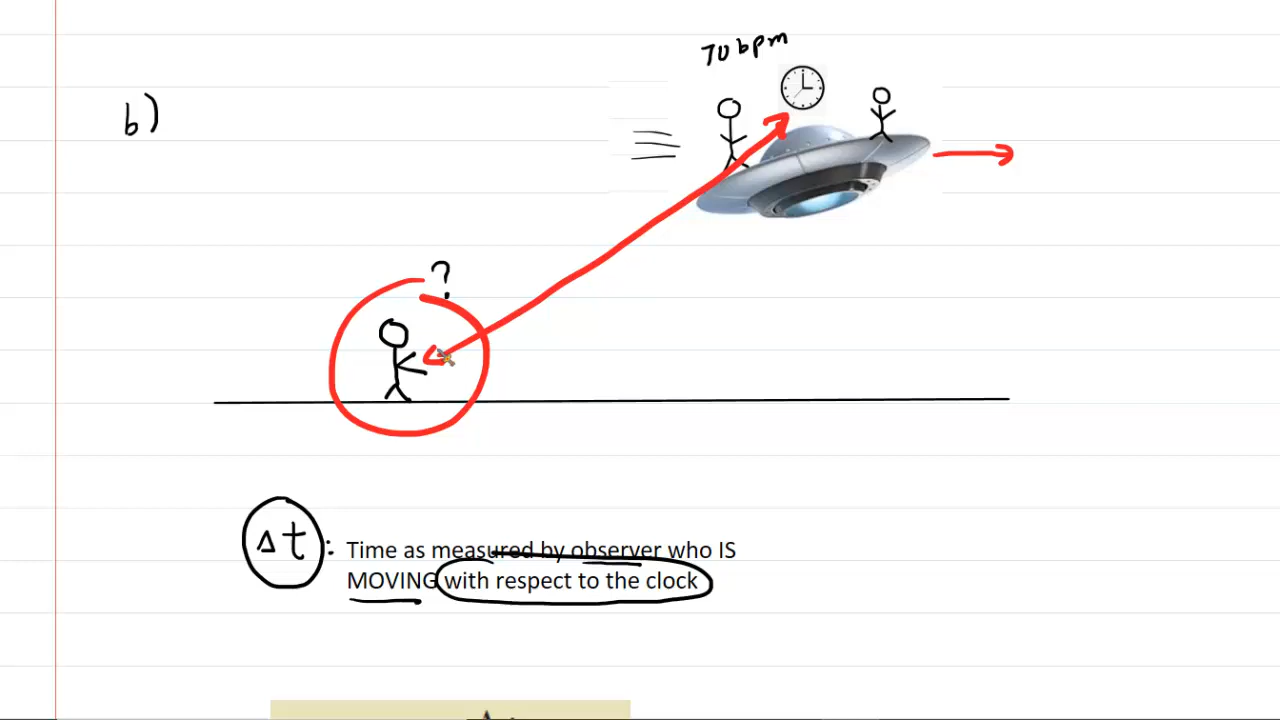 70 bpm
b)
?
Δt : Time as measured by observer who IS
MOVING with respect to the clock